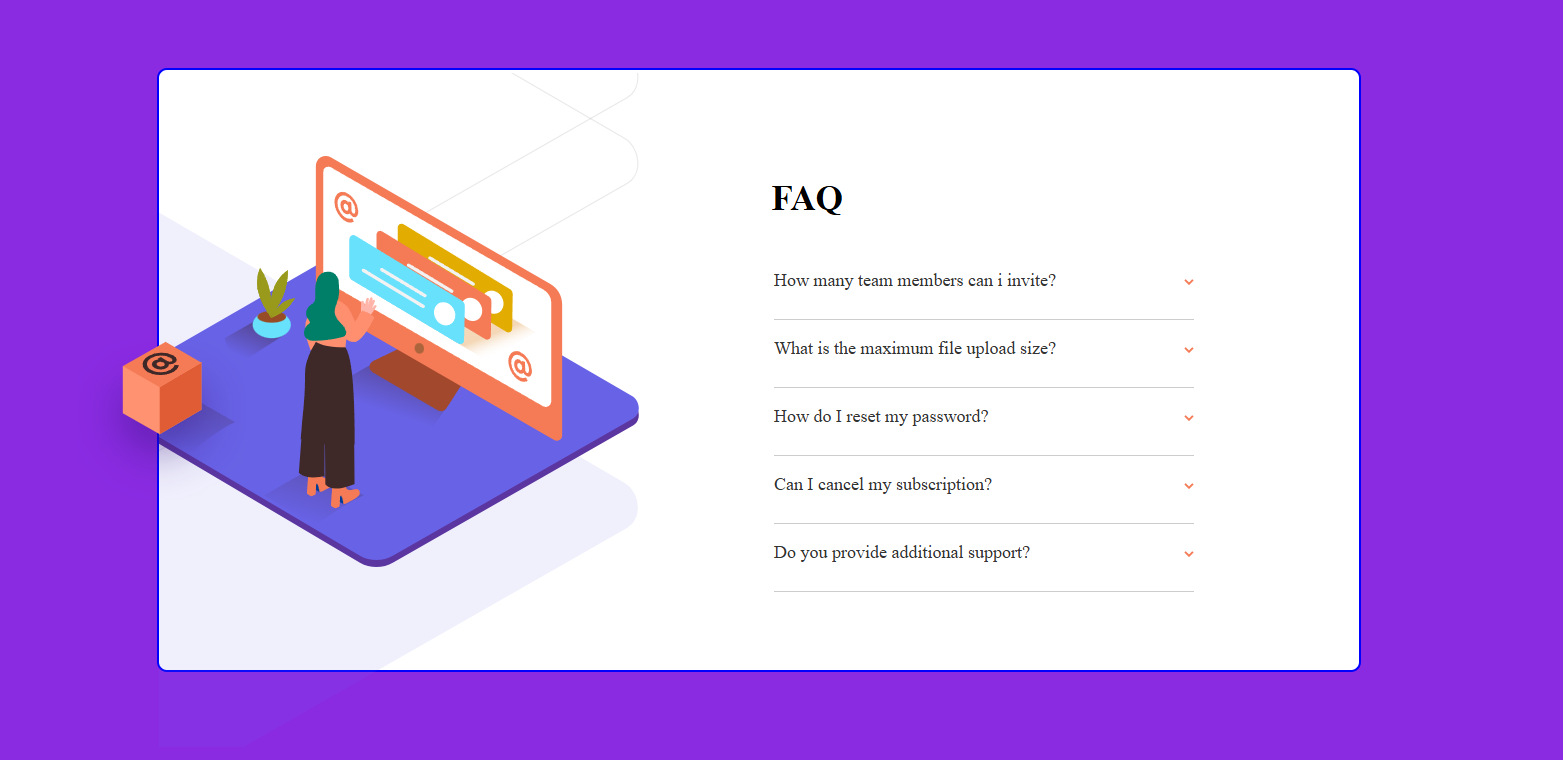 @
@
@
FAQ
How many team members can i invite?
What is the maximum file upload size?
How do I reset my password?
Can I cancel my subscription?
Do you provide additional support?